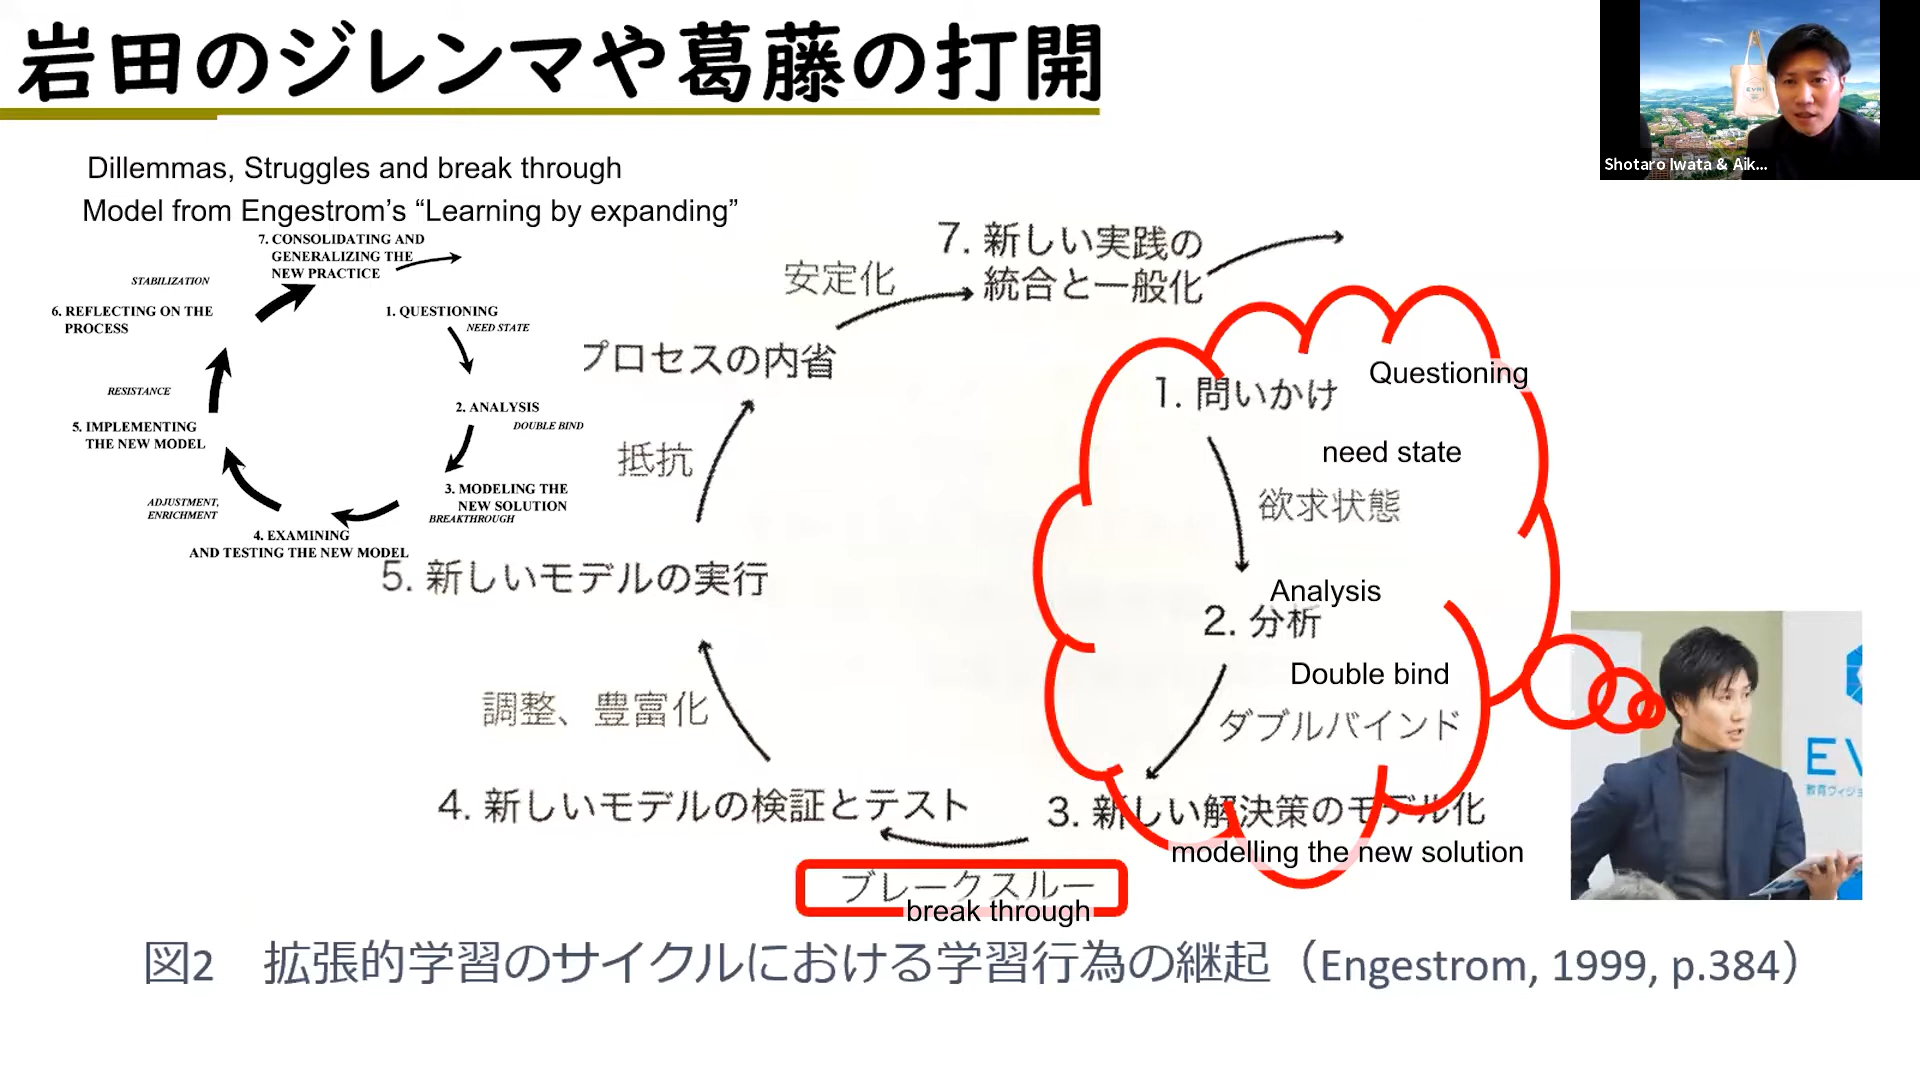 岩田のジレンマや葛藤の打開
Shotaro Iwata & Aik...
EVRI
Dillemmas, Struggles and break through
Model from Engestrom’s “Learning by expanding”
7. CONSOLIDATING AND
GENERALIZING THE
NEW PRACTICE
STABILIZATION
6. REFLECTING ON THE
PROCESS
1. QUESTIONING
NEED STATE
RESISTANCE
2. ANALYSIS
DOUBLE BIND
5. IMPLEMENTING
THE NEW MODEL
3. MODELING THE
NEW SOLUTION
BREAKTHROUGH
ADJUSTMENT,
ENRICHMENT
4. EXAMINING
AND TESTING THE NEW MODEL
7. 新しい実践の
統合と一般化
安定化
プロセスの内省
1. 問いかけ
Questioning
need state
欲求状態
抵抗
5. 新しいモデルの実行
Analysis
2. 分析
Double bind
ダブルバインド
調整、豊富化
4. 新しいモデルの検証とテスト
3. 新しい解決策のモデル化
modelling the new solution
ブレークスルー
break through
EV
教育ヴィジョ
図2 拡張的学習のサイクルにおける学習行為の継起（Engestrom, 1999, p.384）